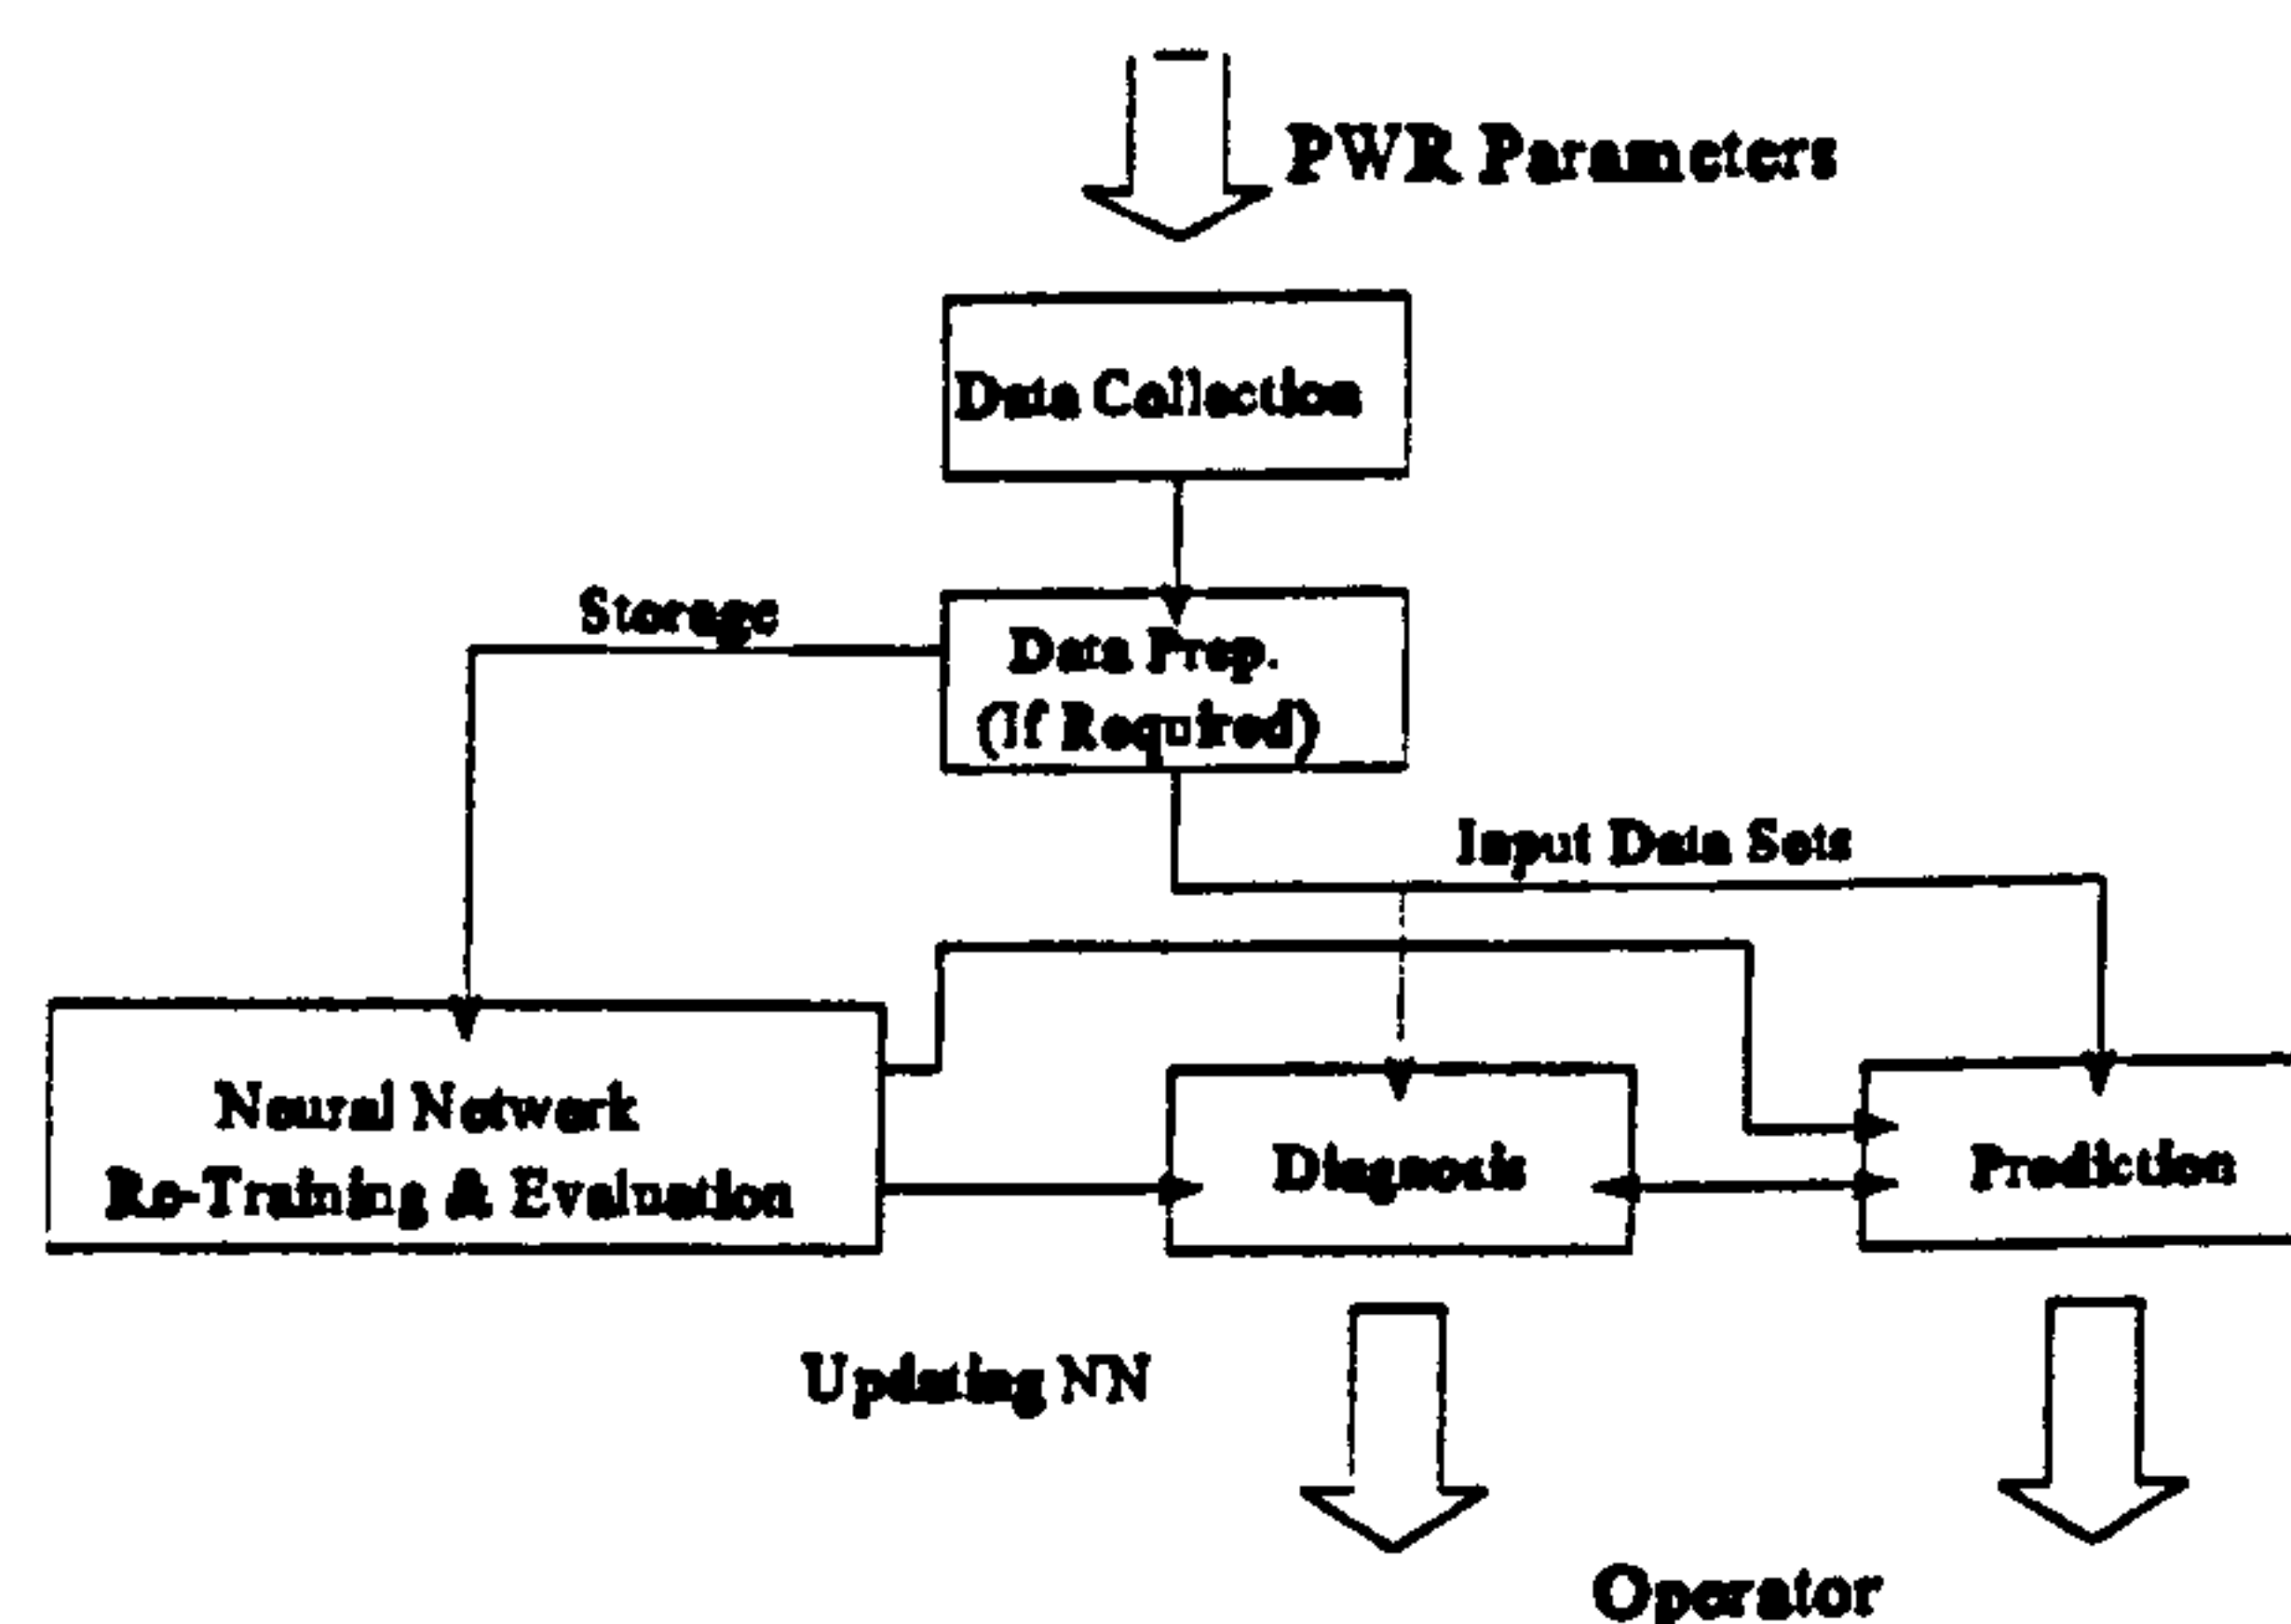 PWR Parameters
Data Collection
Storage
Data Prep.
(If Required)
Input Data Sets
Neural Network
Re-Training & Evaluation
Diagnosis
Prediction
Updating NN
Operator